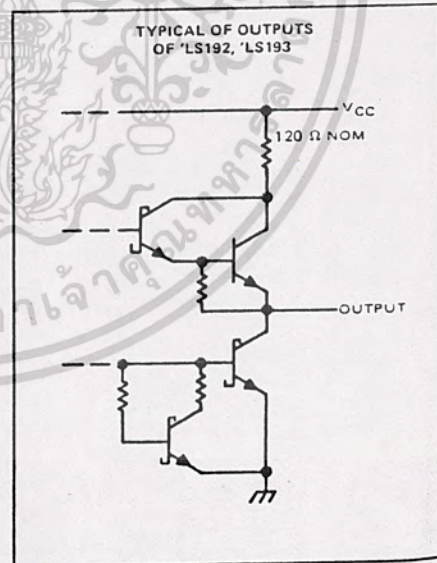 TYPICAL OF OUTPUTS
OF 'LS192, 'LS193
VCC
120 Ω NOM
OUTPUT